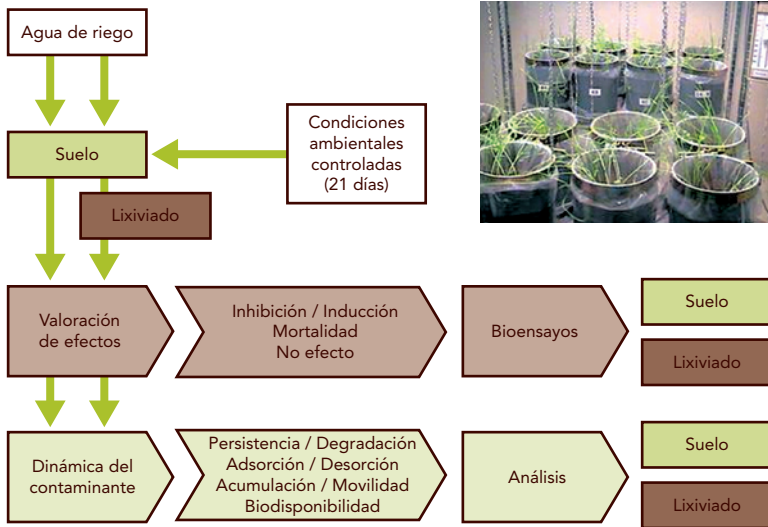 Agua de riego
Suelo
Condiciones
ambientales
controladas
(21 días)
Lixiviado
Valoración
de efectos
Inhibición / Inducción
Mortalidad
No efecto
Bioensayos
Suelo
Lixiviado
Dinámica del
contaminante
Persistencia / Degradación
Adsorción / Desorción
Acumulación / Movilidad
Biodisponibilidad
Análisis
Suelo
Lixiviado